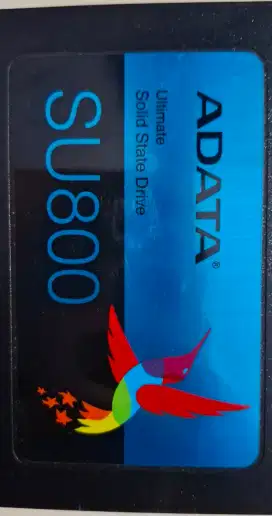 ADATA®
Ultimate
Solid State Drive
SU800